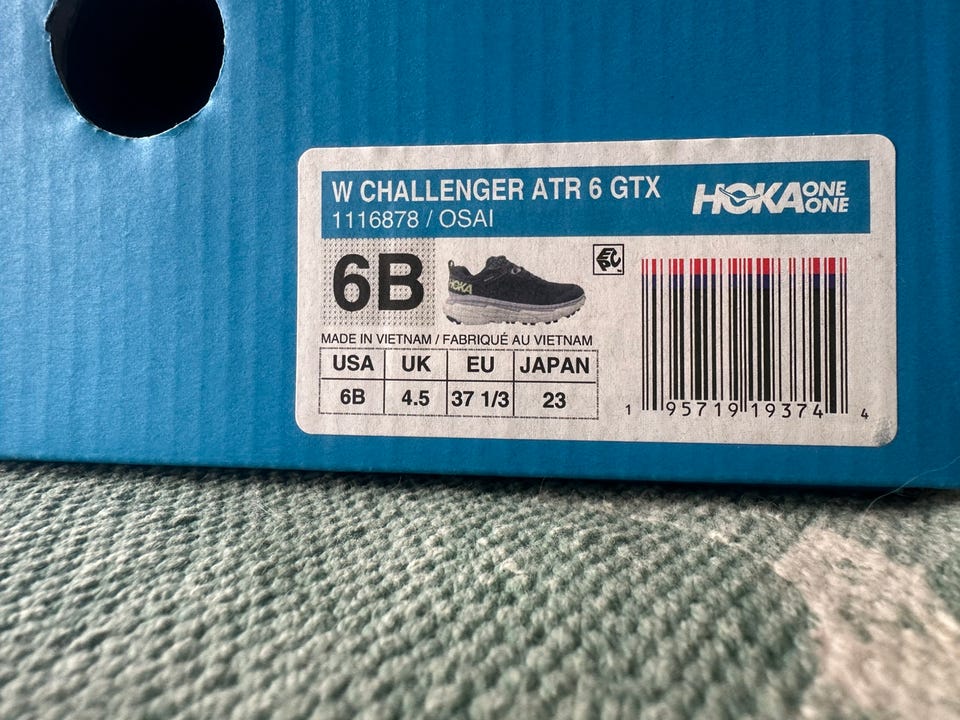 W CHALLENGER ATR 6 GTX
1116878 / OSAI
HOKA ONE ONE
6B
HOKA
MADE IN VIETNAM / FABRIQUÉ AU VIETNAM
USA UK EU JAPAN
6B 4.5 37 1/3 23
1 95719 19374 4